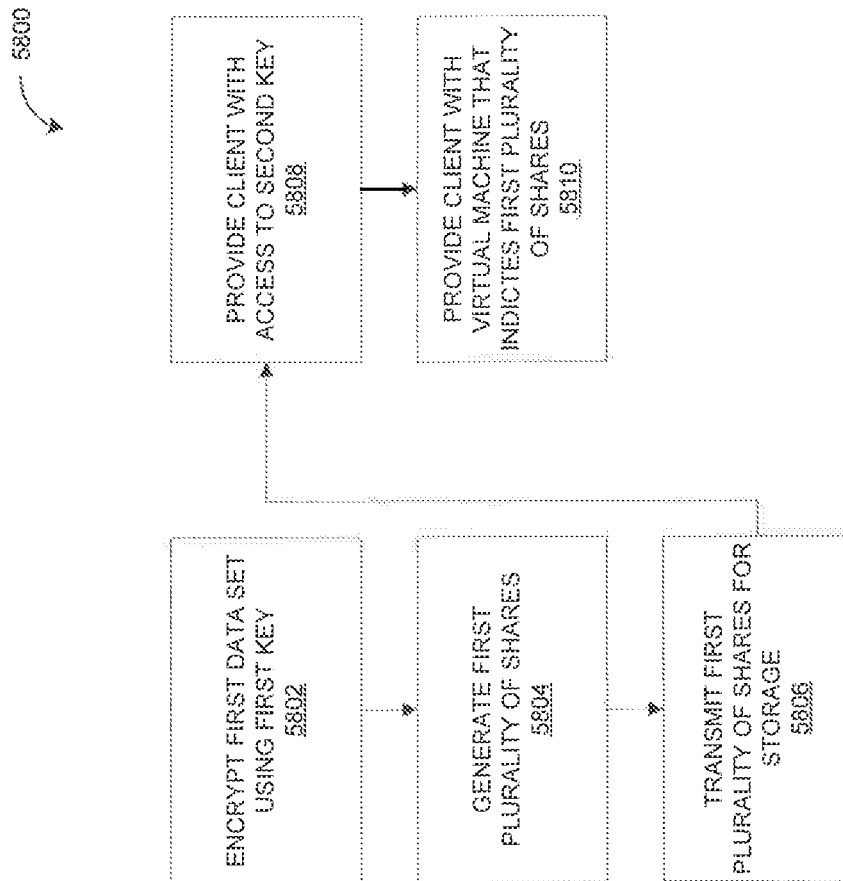 5800
ENCRYPT FIRST DATA SET
USING FIRST KEY
5802
GENERATE FIRST
PLURALITY OF SHARES
5804
TRANSMIT FIRST
PLURALITY OF SHARES FOR
STORAGE
5806
PROVIDE CLIENT WITH
ACCESS TO SECOND KEY
5808
PROVIDE CLIENT WITH
VIRTUAL MACHINE THAT
INDICTES FIRST PLURALITY
OF SHARES
5810